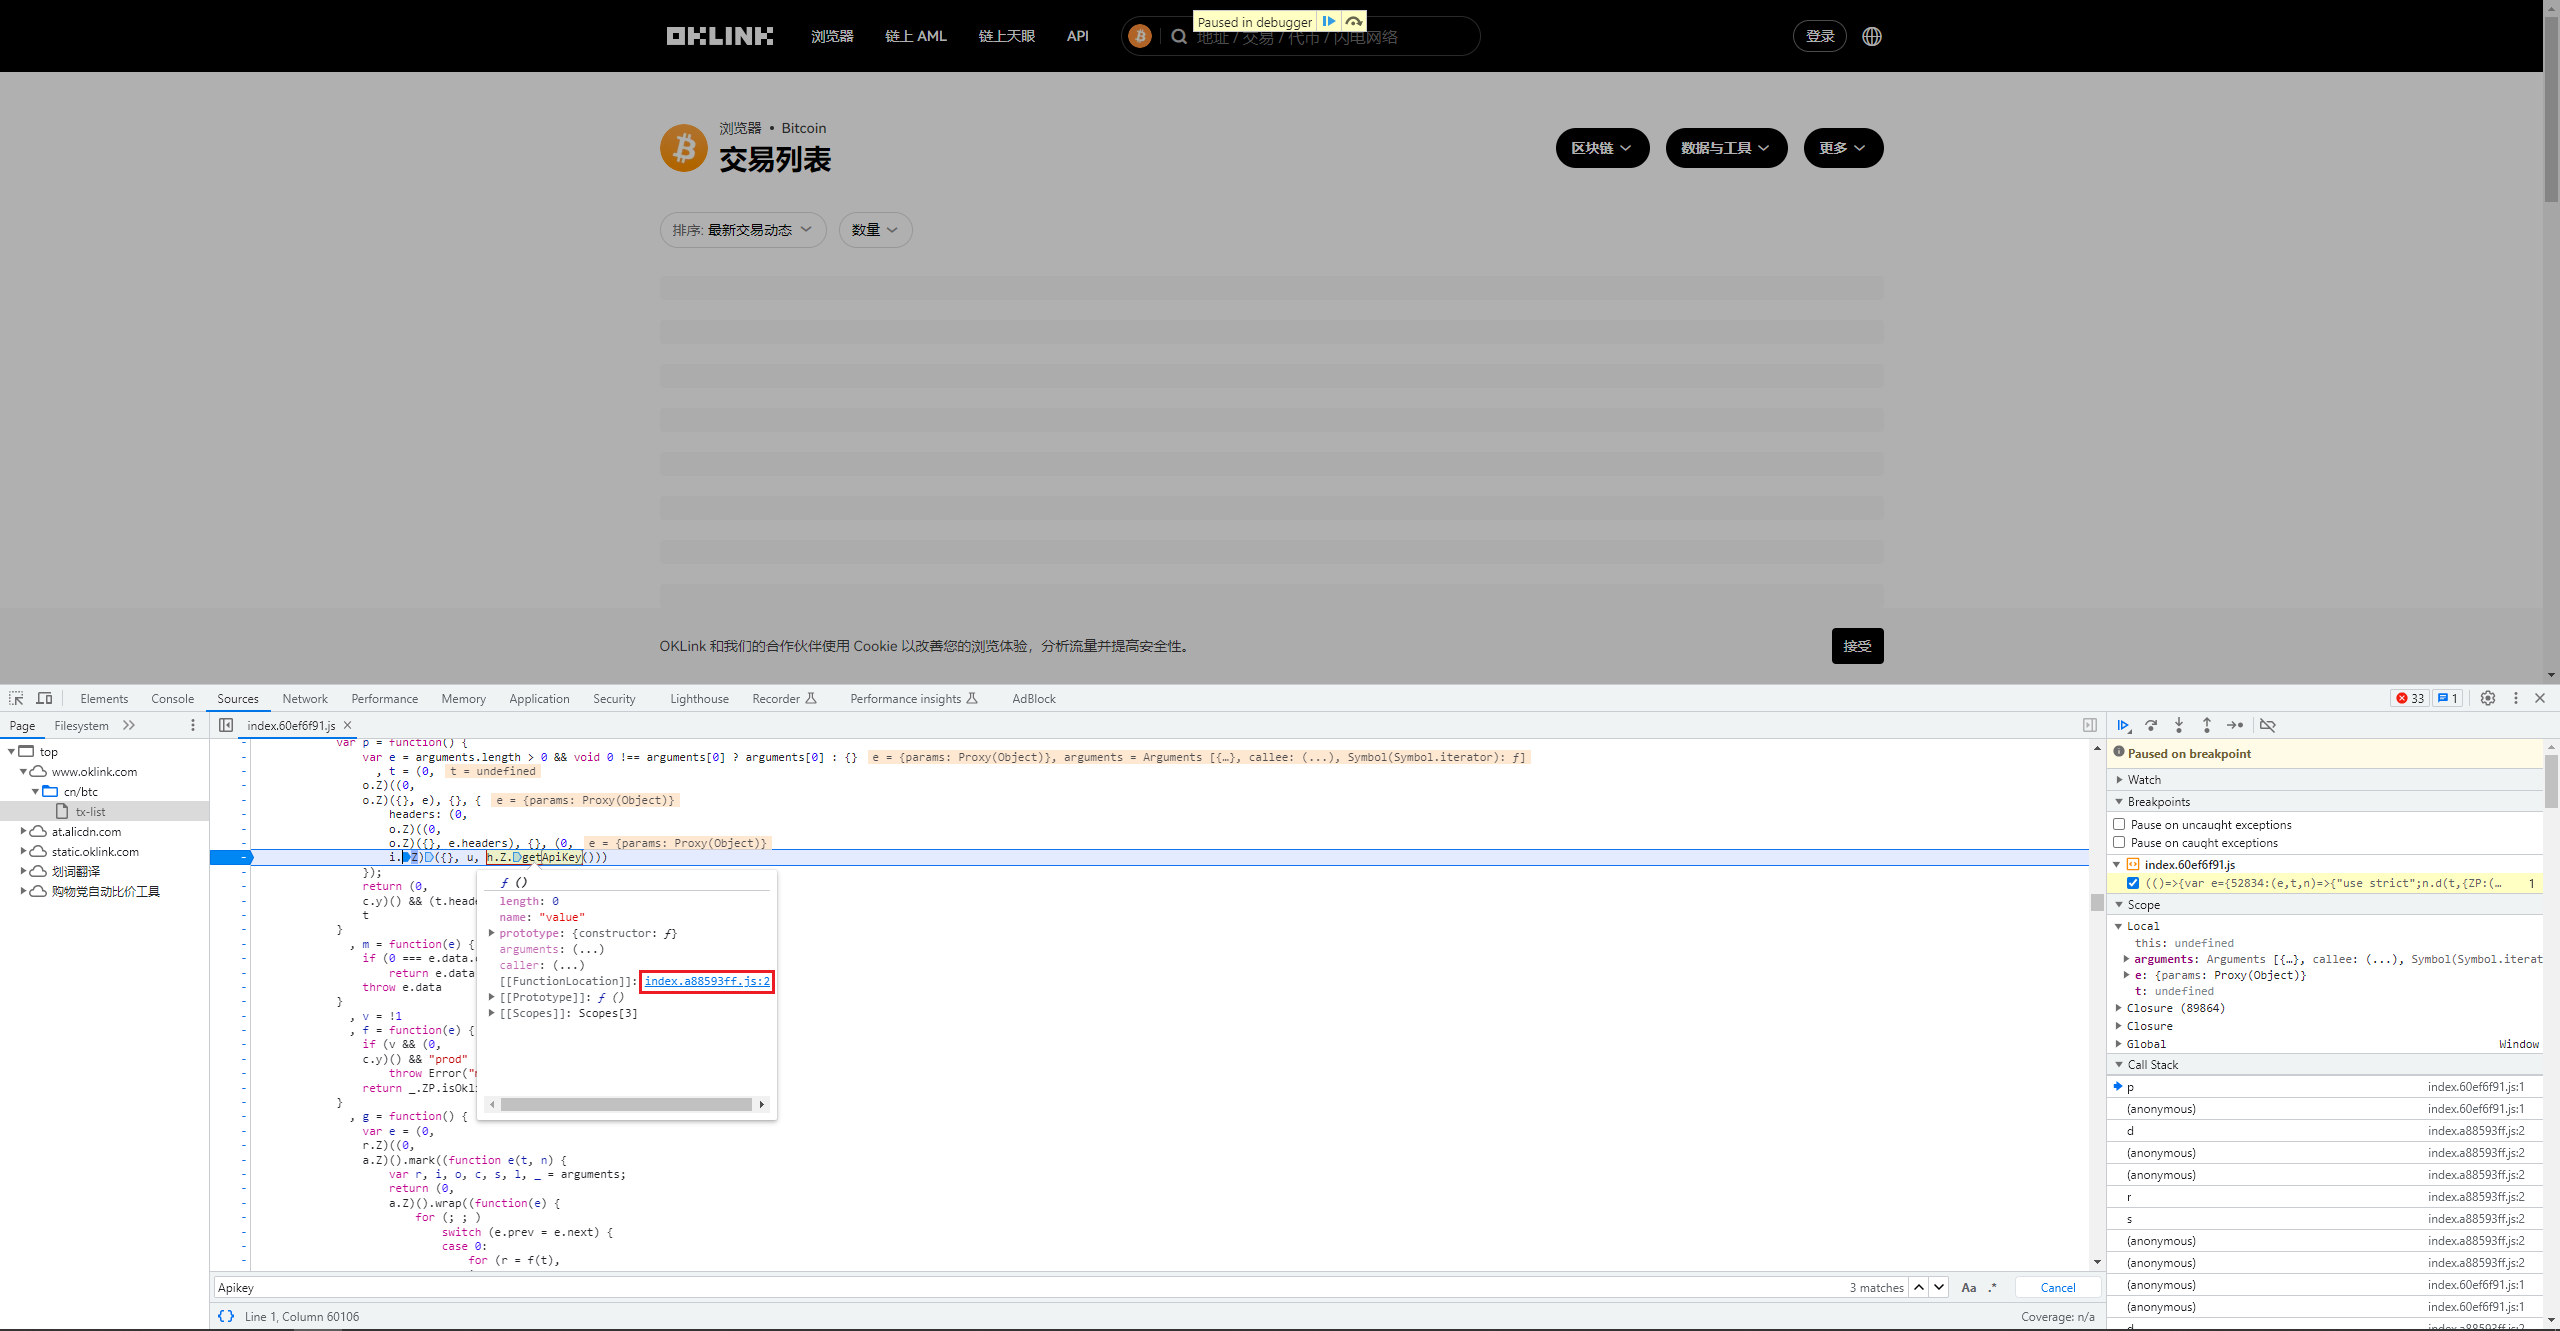 Paused in debugger
OKLINK 浏览器 链上 AML 链上天眼 API 地址 / 交易 / 代币 / 闪电网络 登录
浏览器 • Bitcoin
交易列表
区块链 数据与工具 更多
排序: 最新交易动态 数量
OKLink 和我们的合作伙伴使用 Cookie 以改善您的浏览体验，分析流量并提高安全性。 接受
Elements Console Sources Network Performance Memory Application Security Lighthouse Recorder Performance insights AdBlock 33 1
Page Filesystem index.60ef6f91.js
top
www.oklink.com
cn/btc
tx-list
at.alicdn.com
static.oklink.com
划词翻译
购物党自动比价工具
var p = function() {
var e = arguments.length > 0 && void 0 !== arguments[0] ? arguments[0] : {} e = {params: Proxy(Object)}, arguments = Arguments [{…}, callee: (...), Symbol(Symbol.iterator): ƒ]
, t = (0, t = undefined
o.Z)((0,
o.Z)({}, e), {}, { e = {params: Proxy(Object)}
headers: (0,
o.Z)((0,
o.Z)({}, e.headers), {}, (0, e = {params: Proxy(Object)}
i.Z)({}, u, h.Z.getApiKey()))
});
return (0,
c.y)() && (t.heade
t
}
, m = function(e) {
if (0 === e.data.
return e.data
throw e.data
}
, v = !1
, f = function(e) {
if (v && (0,
c.y)() && "prod"
throw Error("
return _.ZP.isOkl
}
, g = function() {
var e = (0,
r.Z)((0,
a.Z)().mark((function e(t, n) {
var r, i, o, c, s, l, _ = arguments;
return (0,
a.Z)().wrap((function(e) {
for (; ; )
switch (e.prev = e.next) {
case 0:
for (r = f(t),
ƒ ()
length: 0
name: "value"
prototype: {constructor: ƒ}
arguments: (...)
caller: (...)
[[FunctionLocation]]: index.a88593ff.js:2
[[Prototype]]: ƒ ()
[[Scopes]]: Scopes[3]
Apikey 3 matches Aa .* Cancel
{} Line 1, Column 60106 Coverage: n/a
Paused on breakpoint
Watch
Breakpoints
Pause on uncaught exceptions
Pause on caught exceptions
index.60ef6f91.js
(()=>{var e={52834:(e,t,n)=>{"use strict";n.d(t,{ZP:(… 1
Scope
Local
this: undefined
arguments: Arguments [{…}, callee: (...), Symbol(Symbol.iterat
e: {params: Proxy(Object)}
t: undefined
Closure (89864)
Closure
Global Window
Call Stack
p index.60ef6f91.js:1
(anonymous) index.60ef6f91.js:1
d index.a88593ff.js:2
(anonymous) index.a88593ff.js:2
(anonymous) index.a88593ff.js:2
r index.a88593ff.js:2
s index.a88593ff.js:2
(anonymous) index.a88593ff.js:2
(anonymous) index.a88593ff.js:2
(anonymous) index.60ef6f91.js:1
(anonymous) index.60ef6f91.js:1
d index.a88593ff.js:2